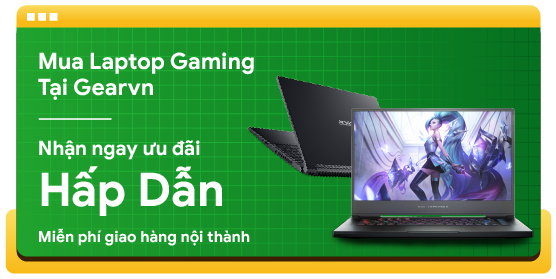 Mua Laptop Gaming
Tại Gearvn
Nhận ngay ưu đãi
Hấp Dẫn
Miễn phí giao hàng nội thành